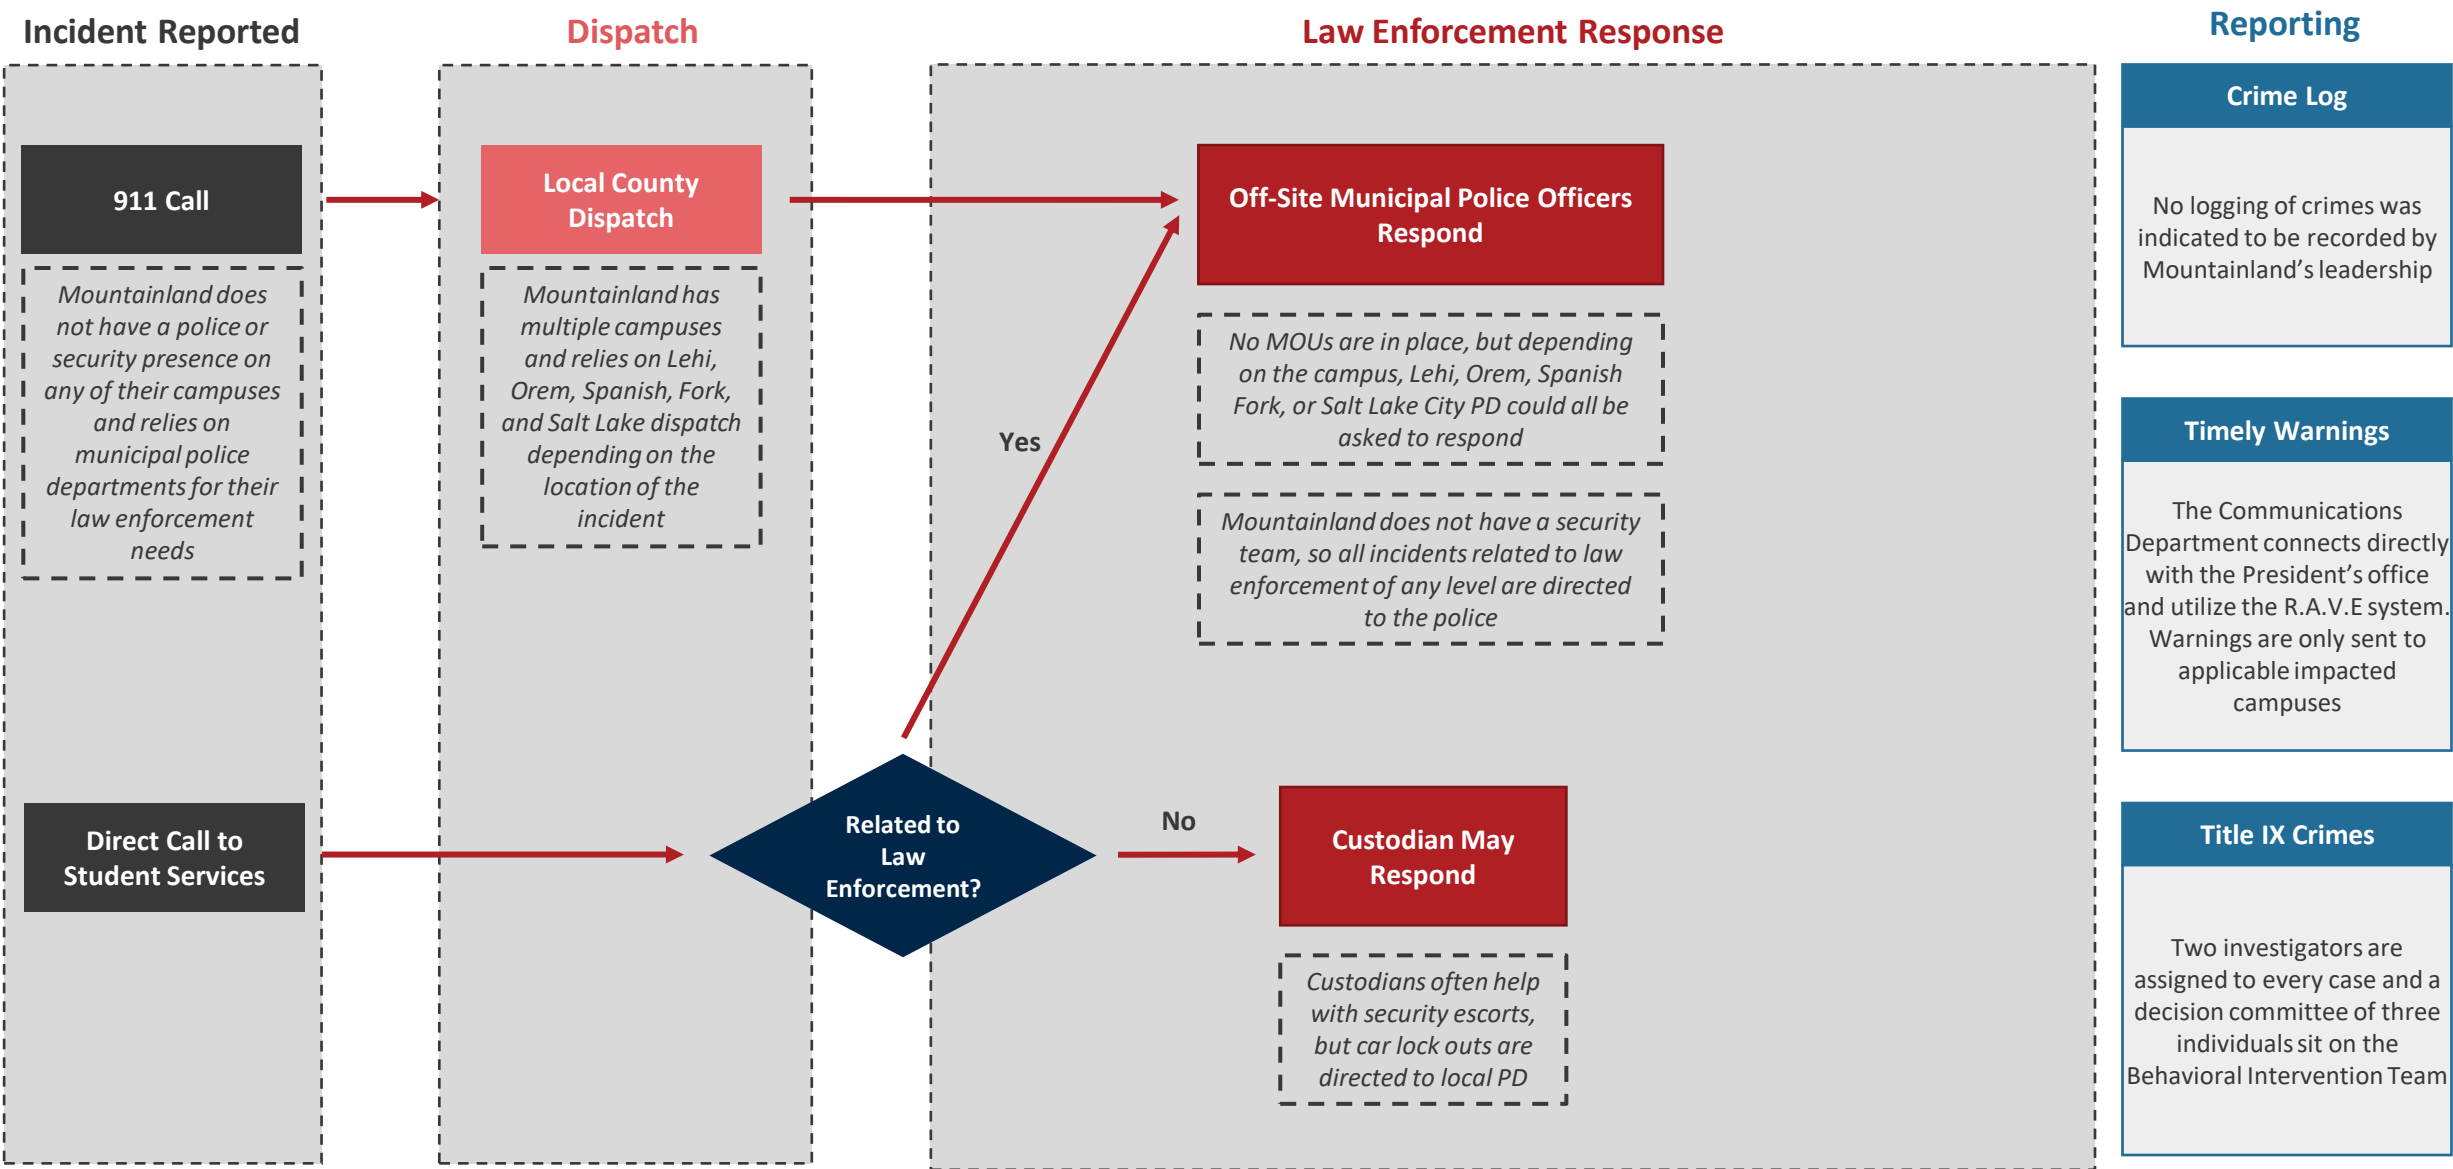 Incident Reported
Dispatch
Law Enforcement Response
Reporting
911 Call
Mountainland does
not have a police or
security presence on
any of their campuses
and relies on
municipal police
departments for their
law enforcement
needs
Direct Call to
Student Services
Local County
Dispatch
Mountainland has
multiple campuses
and relies on Lehi,
Orem, Spanish, Fork,
and Salt Lake dispatch
depending on the
location of the
incident
Related to
Law
Enforcement?
Yes
No
Off-Site Municipal Police Officers
Respond
No MOUs are in place, but depending
on the campus, Lehi, Orem, Spanish
Fork, or Salt Lake City PD could all be
asked to respond
Mountainland does not have a security
team, so all incidents related to law
enforcement of any level are directed
to the police
Custodian May
Respond
Custodians often help
with security escorts,
but car lock outs are
directed to local PD
Crime Log
No logging of crimes was
indicated to be recorded by
Mountainland’s leadership
Timely Warnings
The Communications
Department connects directly
with the President’s office
and utilize the R.A.V.E system.
Warnings are only sent to
applicable impacted
campuses
Title IX Crimes
Two investigators are
assigned to every case and a
decision committee of three
individuals sit on the
Behavioral Intervention Team